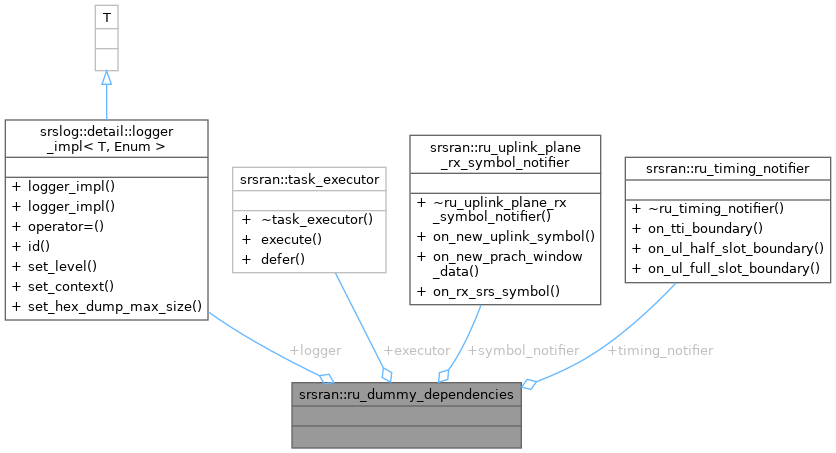 T
srslog::detail::logger
_impl< T, Enum >
+ logger_impl()
+ logger_impl()
+ operator=()
+ id()
+ set_level()
+ set_context()
+ set_hex_dump_max_size()
srsran::task_executor
+ ~task_executor()
+ execute()
+ defer()
srsran::ru_uplink_plane
_rx_symbol_notifier
+ ~ru_uplink_plane_rx
_symbol_notifier()
+ on_new_uplink_symbol()
+ on_new_prach_window
_data()
+ on_rx_srs_symbol()
srsran::ru_timing_notifier
+ ~ru_timing_notifier()
+ on_tti_boundary()
+ on_ul_half_slot_boundary()
+ on_ul_full_slot_boundary()
+logger
+executor
+symbol_notifier
+timing_notifier
srsran::ru_dummy_dependencies